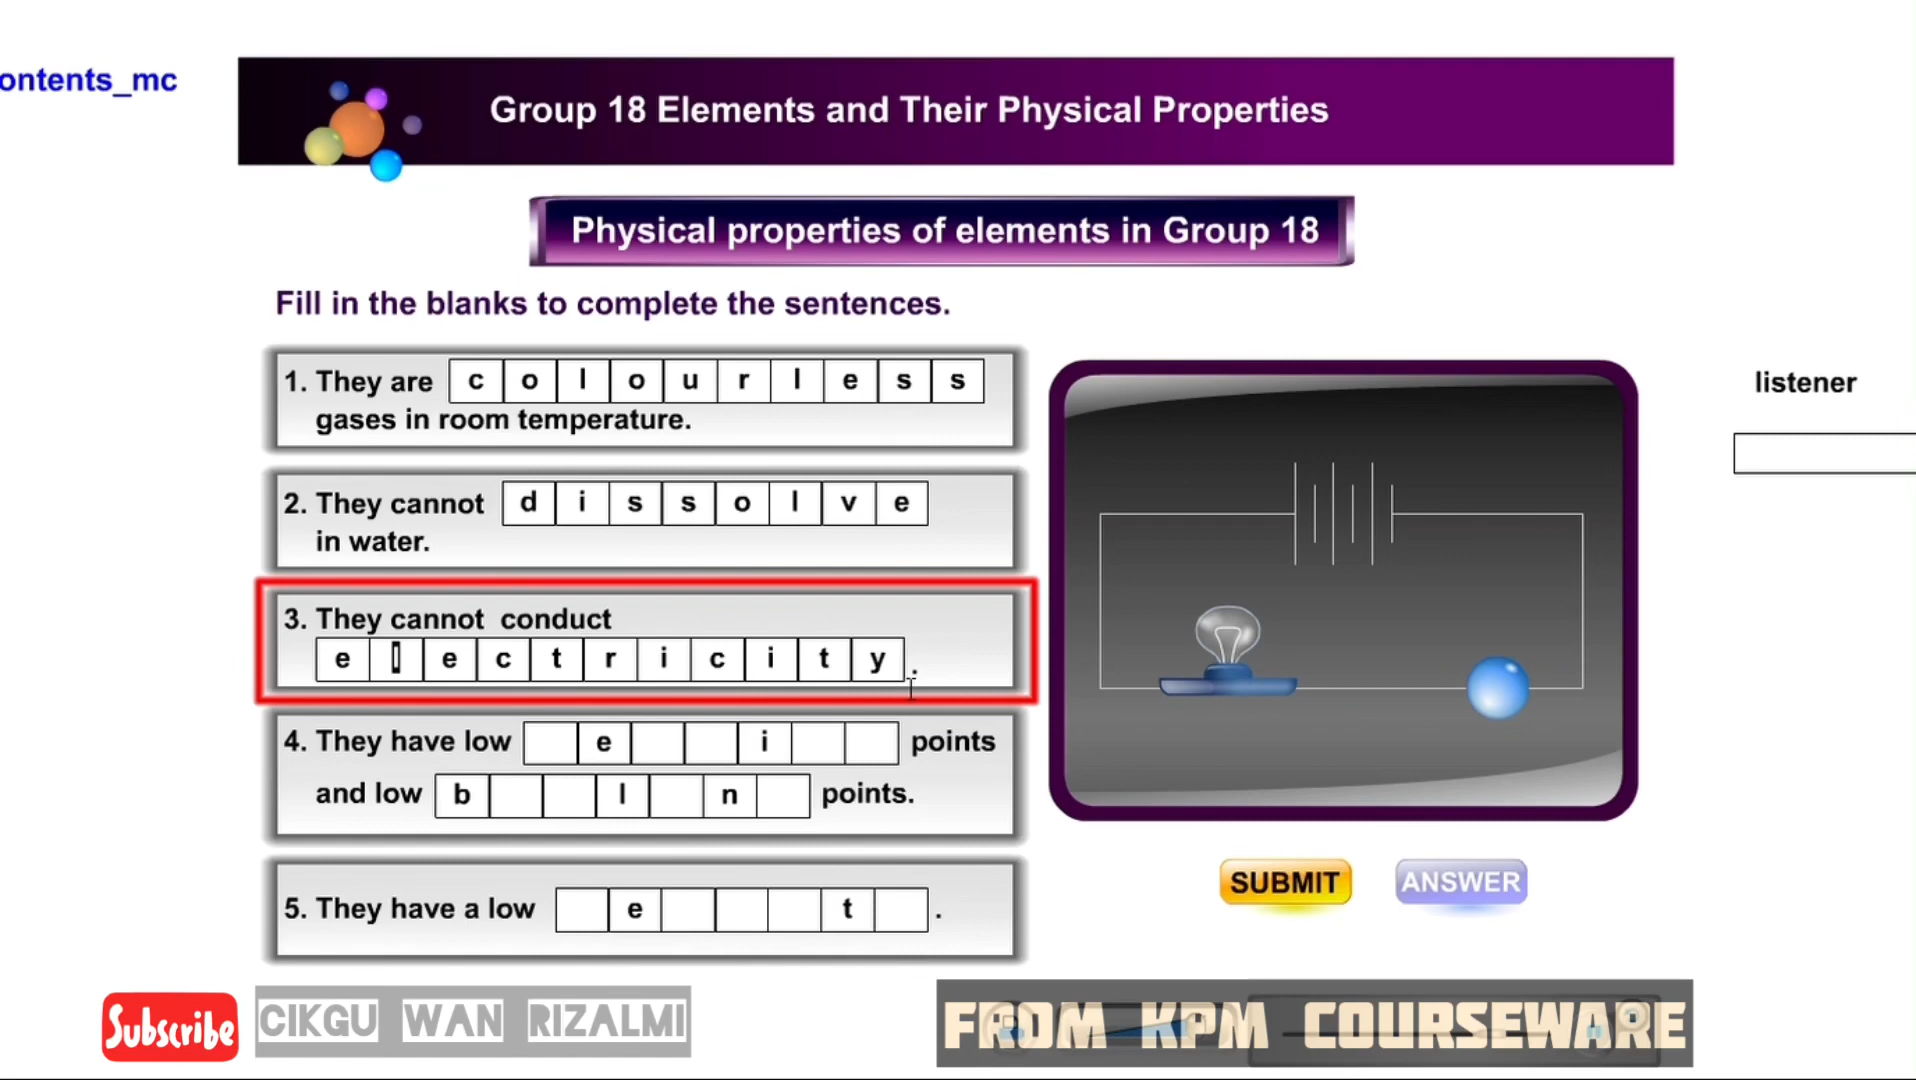 ontents_mc
Group 18 Elements and Their Physical Properties
Physical properties of elements in Group 18
Fill in the blanks to complete the sentences.
1. They are c o l o u r l e s s
gases in room temperature.
listener
2. They cannot d i s s o l v e
in water.
3. They cannot conduct
e l e c t r i c i t y .
4. They have low e i points
and low b l n points.
5. They have a low e t .
SUBMIT ANSWER
Subscribe CIKGU WAN RIZALMI
FROM KPM COURSEWARE